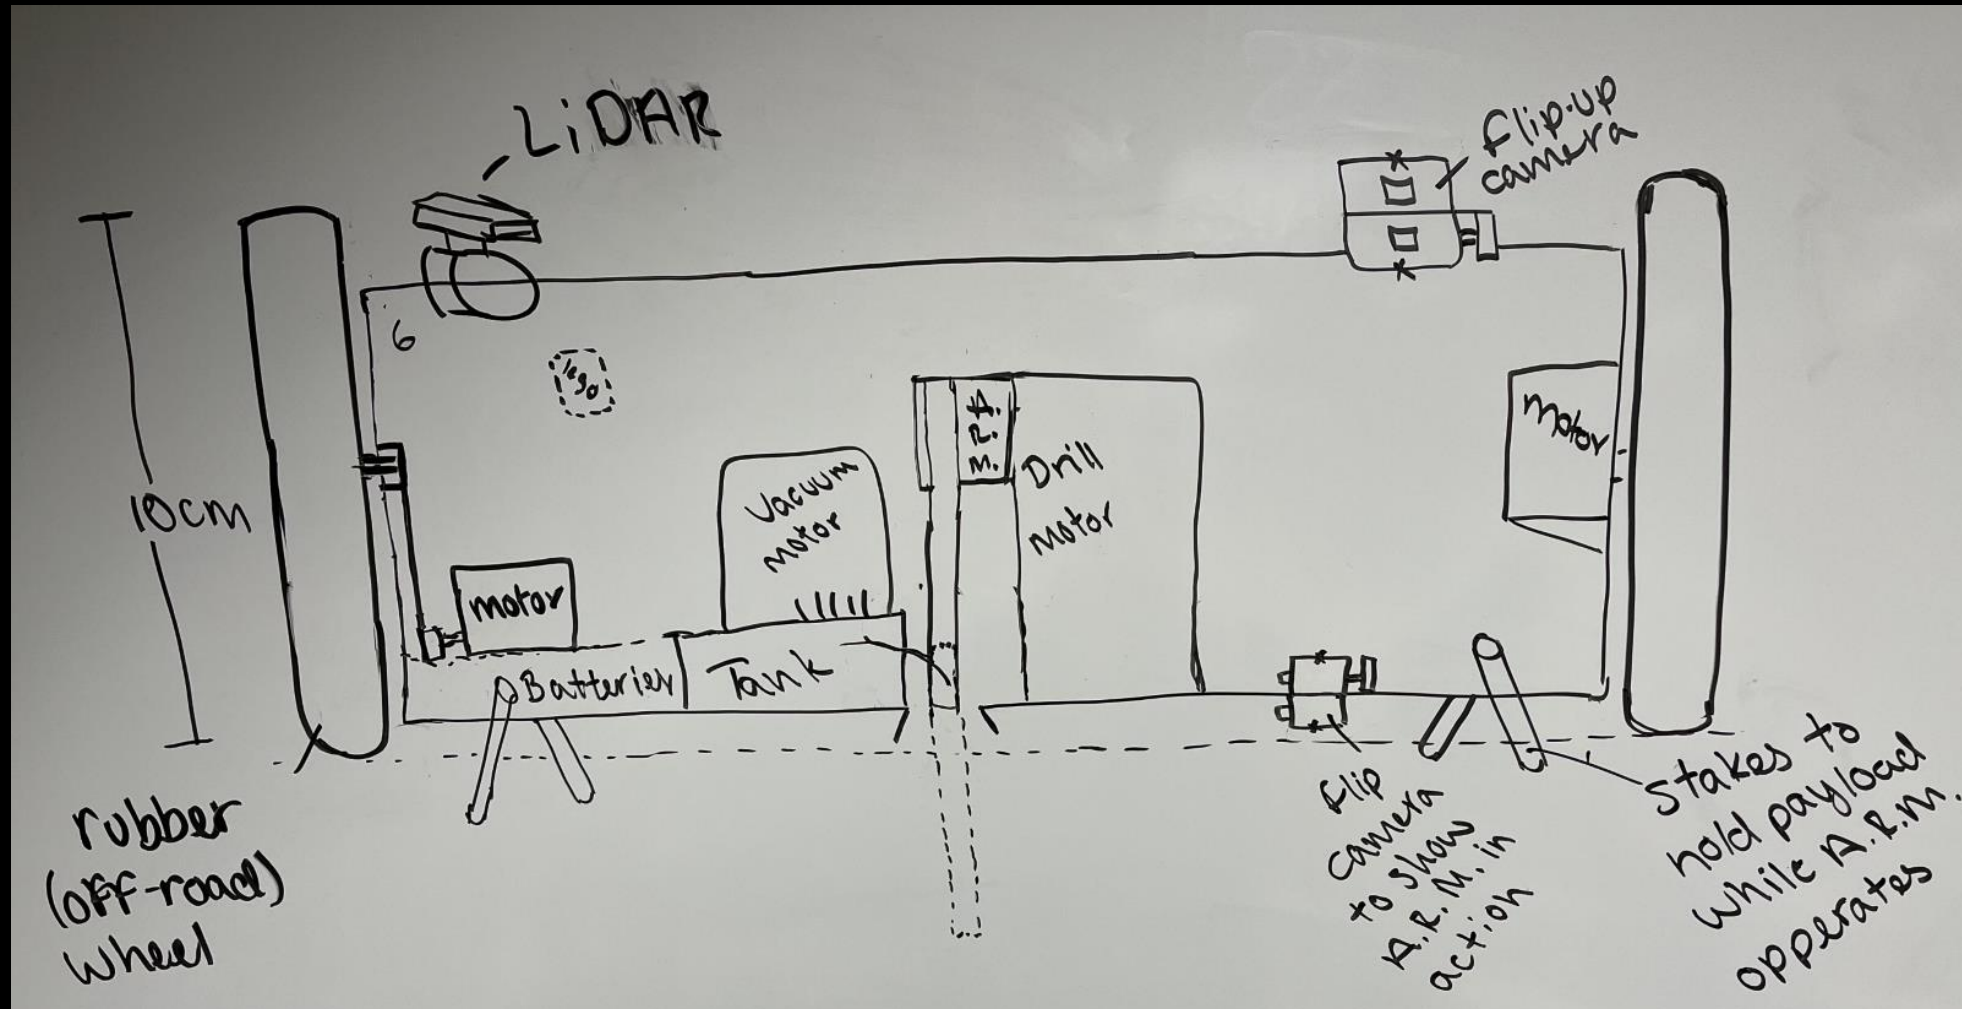 LiDAR
flip-up
camera
6
10cm
A.
R.
M.
Drill
motor
Vacuum
motor
motor
motor
Batteries
Tank
rubber
(off-road)
wheel
flip
camera
to show
A.R.M. in
action
stakes to
hold payload
while A.R.M.
opperates